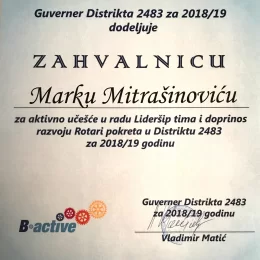 Guverner Distrikta 2483 za 2018/19
dodeljuje
ZAHVALNICU
Marku Mitrašinoviću
za aktivno učešće u radu Lideršip tima i doprinos
razvoju Rotari pokreta u Distriktu 2483
za 2018/19 godinu
B-active
Guverner Distrikta 2483
za 2018/19 godinu
Vladimir Matić